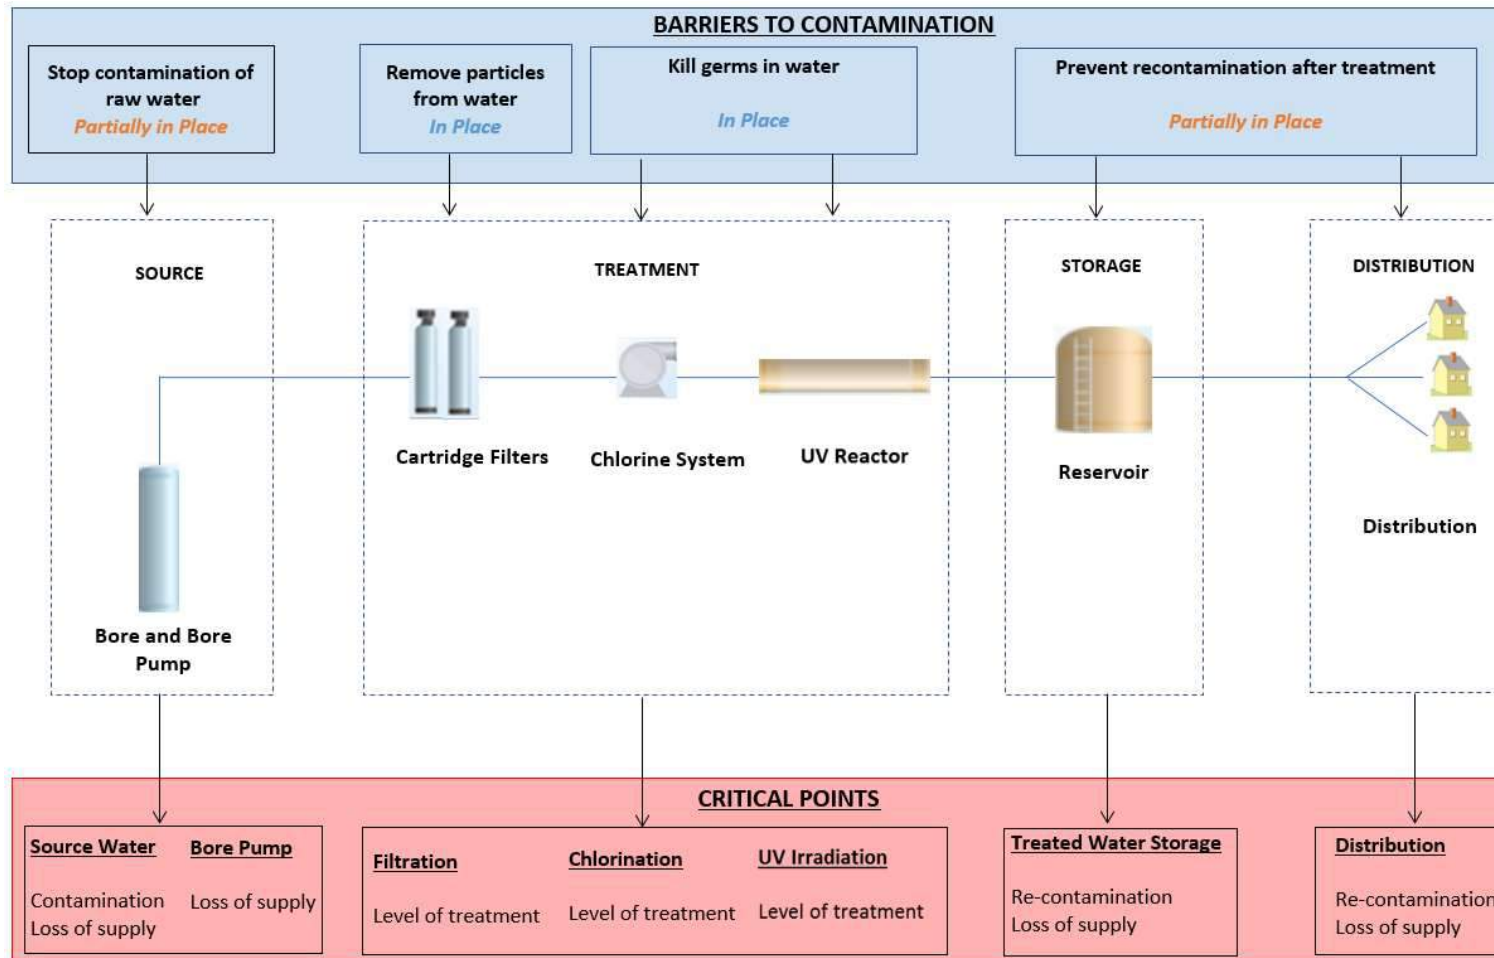 BARRIERS TO CONTAMINATION
Stop contamination of
raw water
Partially in Place
Remove particles
from water
In Place
Kill germs in water
In Place
Prevent recontamination after treatment
Partially in Place
SOURCE
TREATMENT
STORAGE
DISTRIBUTION
Cartridge Filters
Chlorine System
UV Reactor
Reservoir
Distribution
Bore and Bore
Pump
CRITICAL POINTS
Source Water
Contamination
Loss of supply
Bore Pump
Loss of supply
Filtration
Level of treatment
Chlorination
Level of treatment
UV Irradiation
Level of treatment
Treated Water Storage
Re-contamination
Loss of supply
Distribution
Re-contamination
Loss of supply